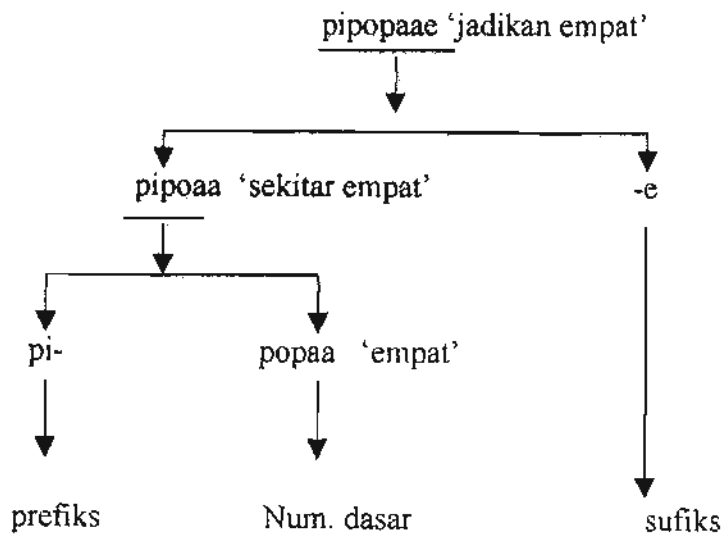 pipopaae ‘jadikan empat’
pipoaa ‘sekitar empat’ -e
pi- popaa ‘empat’
prefiks Num. dasar sufiks